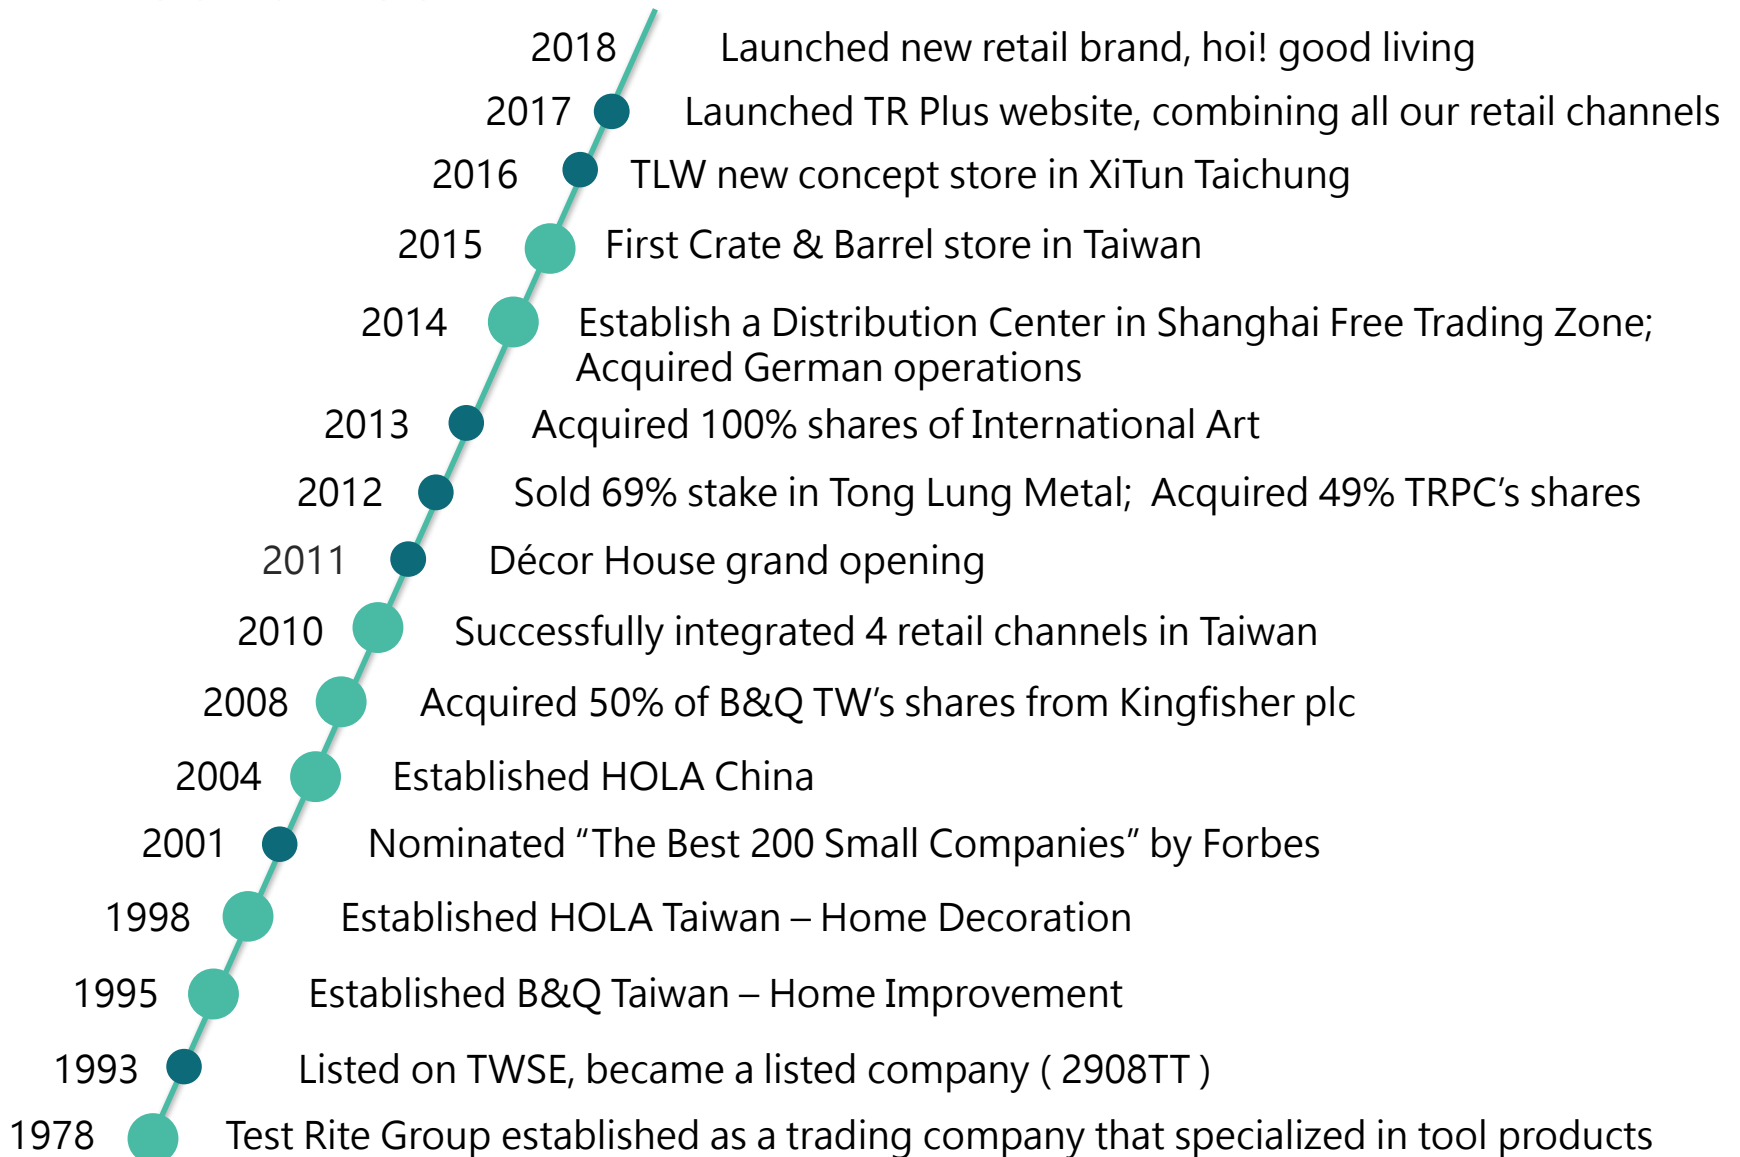 2018 Launched new retail brand, hoi! good living
2017 Launched TR Plus website, combining all our retail channels
2016 TLW new concept store in XiTun Taichung
2015 First Crate & Barrel store in Taiwan
2014 Establish a Distribution Center in Shanghai Free Trading Zone;
Acquired German operations
2013 Acquired 100% shares of International Art
2012 Sold 69% stake in Tong Lung Metal; Acquired 49% TRPC’s shares
2011 Décor House grand opening
2010 Successfully integrated 4 retail channels in Taiwan
2008 Acquired 50% of B&Q TW’s shares from Kingfisher plc
2004 Established HOLA China
2001 Nominated “The Best 200 Small Companies” by Forbes
1998 Established HOLA Taiwan – Home Decoration
1995 Established B&Q Taiwan – Home Improvement
1993 Listed on TWSE, became a listed company ( 2908TT )
1978 Test Rite Group established as a trading company that specialized in tool products